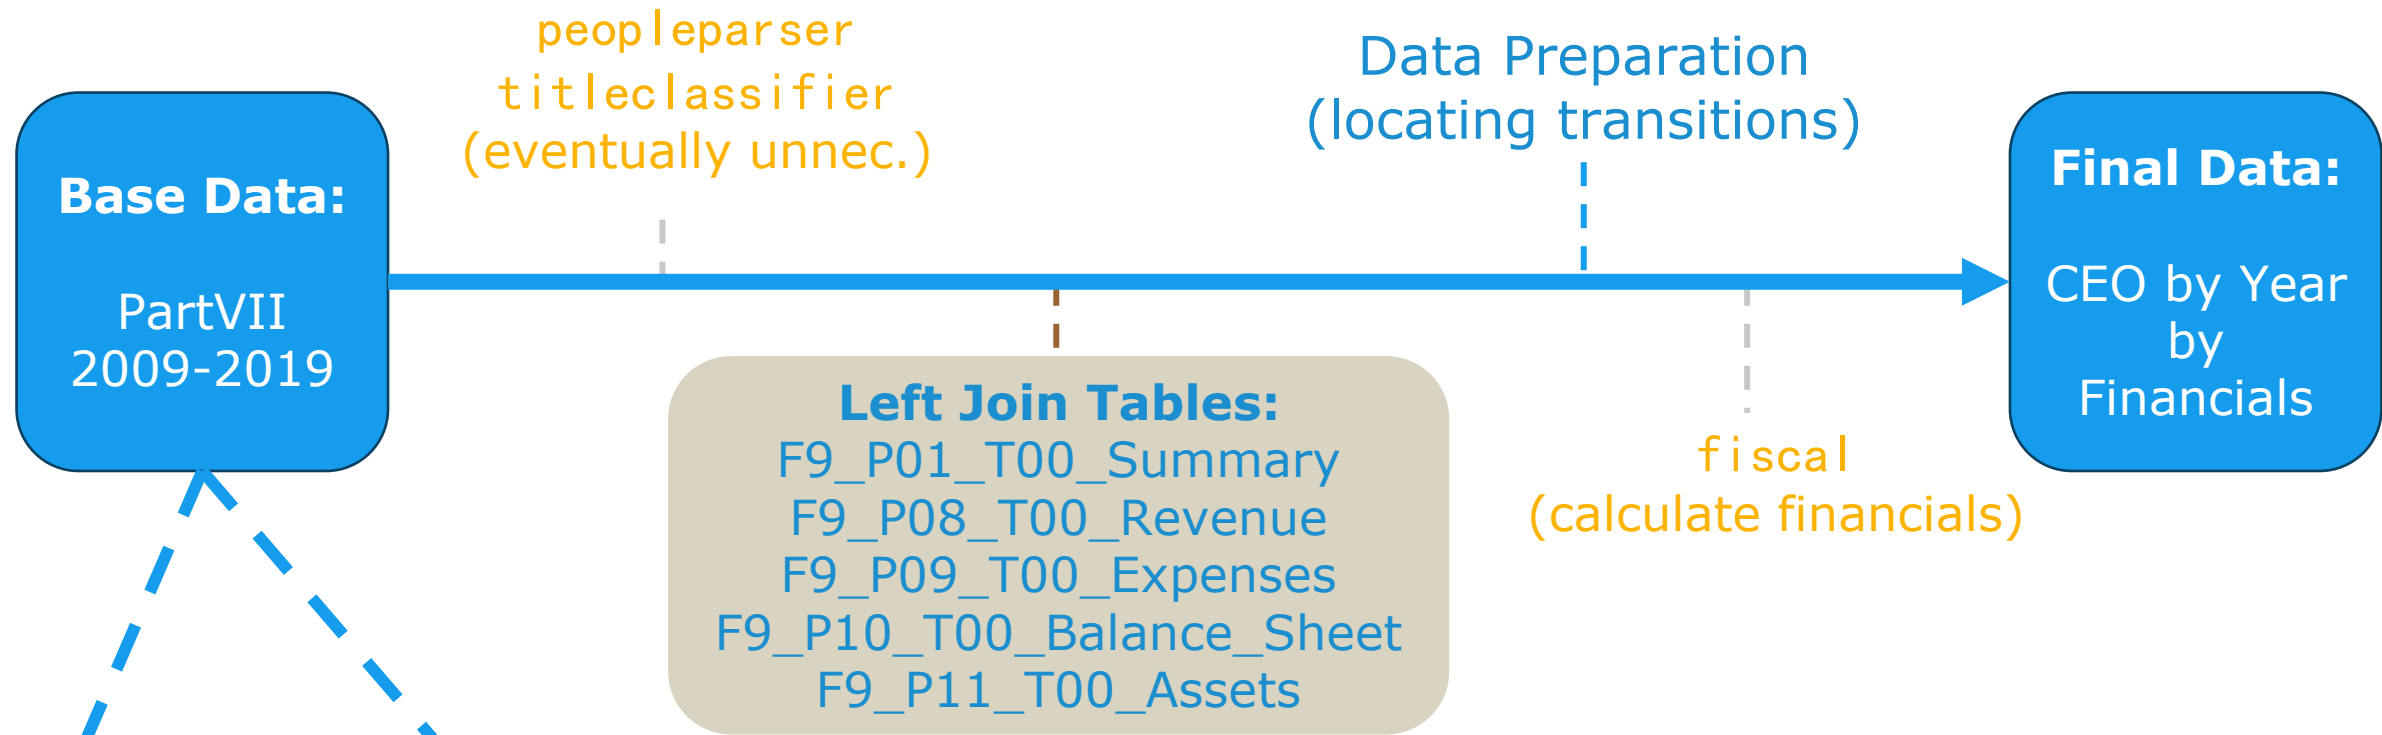 peopleparser
titleclassifier
(eventually unnec.)
Data Preparation
(locating transitions)
Base Data:
PartVII
2009-2019
Final Data:
CEO by Year
by
Financials
Left Join Tables:
F9_P01_T00_Summary
F9_P08_T00_Revenue
F9_P09_T00_Expenses
F9_P10_T00_Balance_Sheet
F9_P11_T00_Assets
fiscal
(calculate financials)